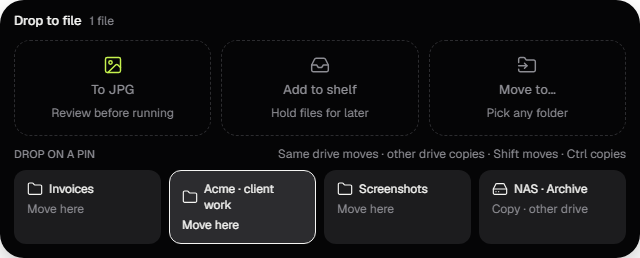 Drop to file 1 file
To JPG
Review before running
Add to shelf
Hold files for later
Move to...
Pick any folder
DROP ON A PIN
Same drive moves · other drive copies · Shift moves · Ctrl copies
Invoices
Move here
Acme · client
work
Move here
Screenshots
Move here
NAS · Archive
Copy · other drive